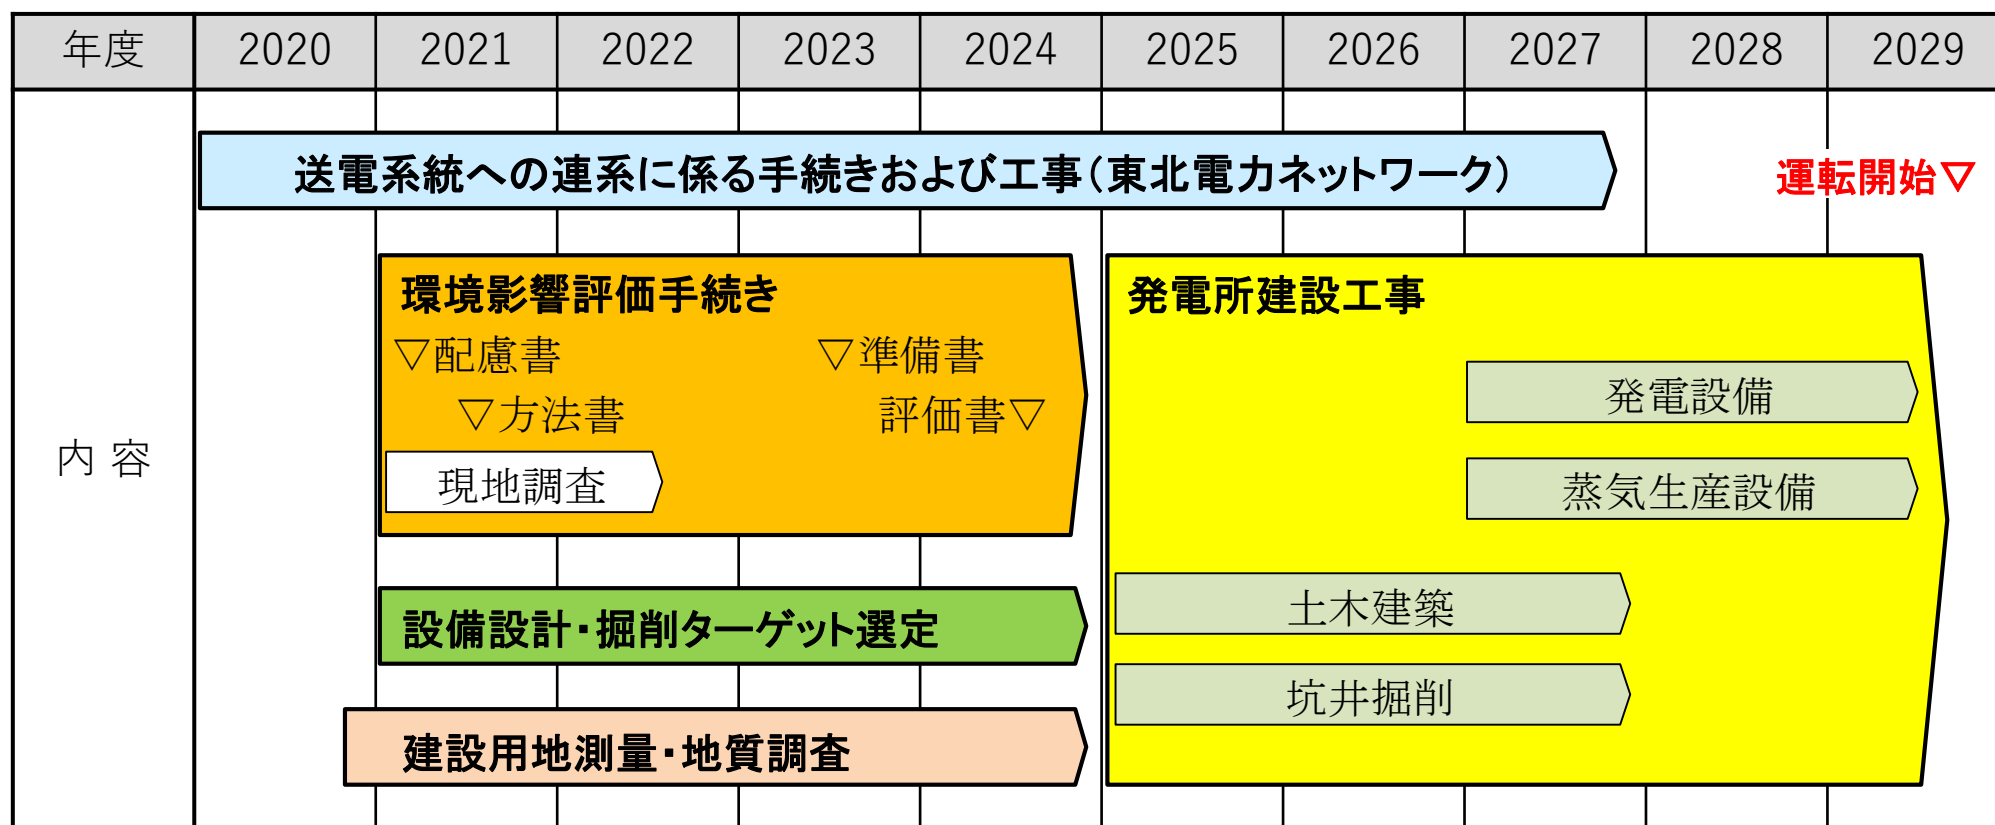 年度 2020 2021 2022 2023 2024 2025 2026 2027 2028 2029
内 容
送電系統への連系に係る手続きおよび工事（東北電力ネットワーク）
運転開始▽
環境影響評価手続き
▽配慮書
▽準備書
▽方法書
評価書▽
現地調査
発電所建設工事
発電設備
蒸気生産設備
土木建築
坑井掘削
設備設計・掘削ターゲット選定
建設用地測量・地質調査